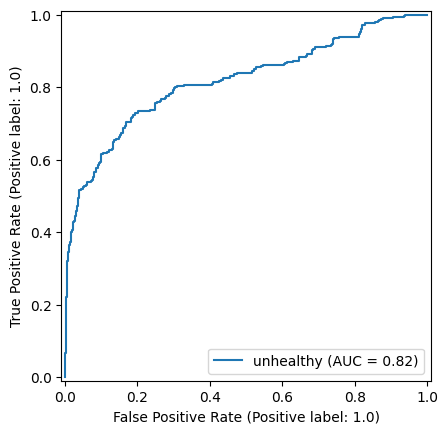 1.0
0.8
0.6
0.4
0.2
0.0
True Positive Rate (Positive label: 1.0)
unhealthy (AUC = 0.82)
0.0 0.2 0.4 0.6 0.8 1.0
False Positive Rate (Positive label: 1.0)